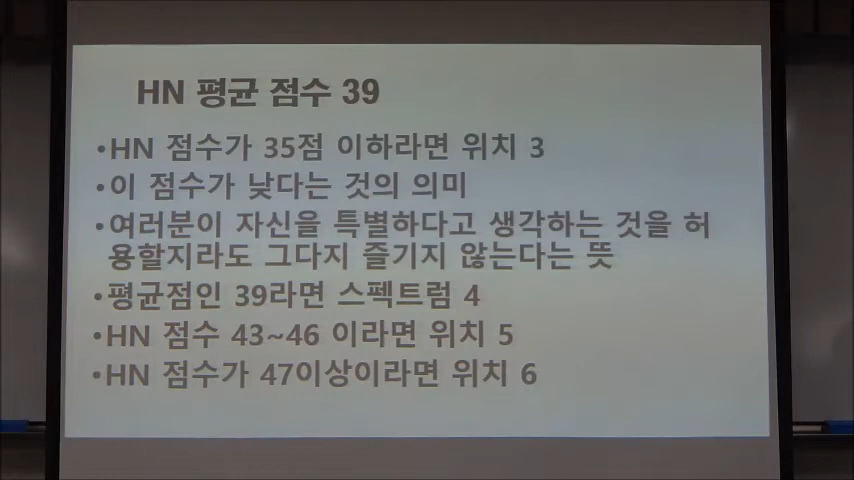 HN 평균 점수 39
•HN 점수가 35점 이하라면 위치 3
•이 점수가 낮다는 것의 의미
•여러분이 자신을 특별하다고 생각하는 것을 허
용할지라도 그다지 즐기지 않는다는 뜻
•평균점인 39라면 스펙트럼 4
•HN 점수 43~46 이라면 위치 5
•HN 점수가 47이상이라면 위치 6